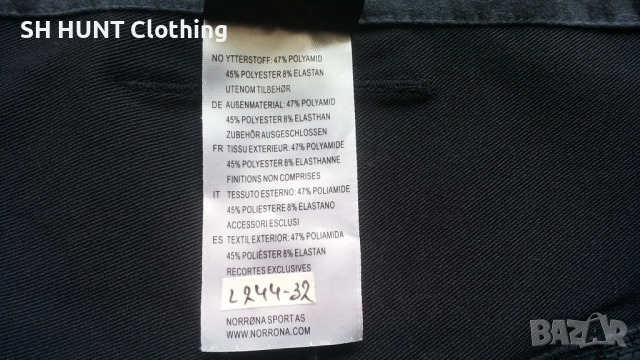 SH HUNT Clothing
NO YTTERSTOFF: 47% POLYAMID
45% POLYESTER 8% ELASTAN
UTENOM TILBEHØR
DE AUßENMATERIAL: 47% POLYAMID
45% POLYESTER 8% ELASTHAN
ZUBEHÖR AUSGESCHLOSSEN
FR TISSU EXTERIEUR: 47% POLYAMIDE
45% POLYESTER 8% ELASTHANNE
FINITIONS NON COMPRISES
IT TESSUTO ESTERNO: 47% POLIAMIDE
45% POLIESTERE 8% ELASTANO
ACCESSORI ESCLUSI
ES TEXTIL EXTERIOR: 47% POLIAMIDA
45% POLIÉSTER 8% ELASTAN
RECORTES EXCLUSIVES
L244-32
NORRØNA SPORT AS
WWW.NORRONA.COM
BAZAR